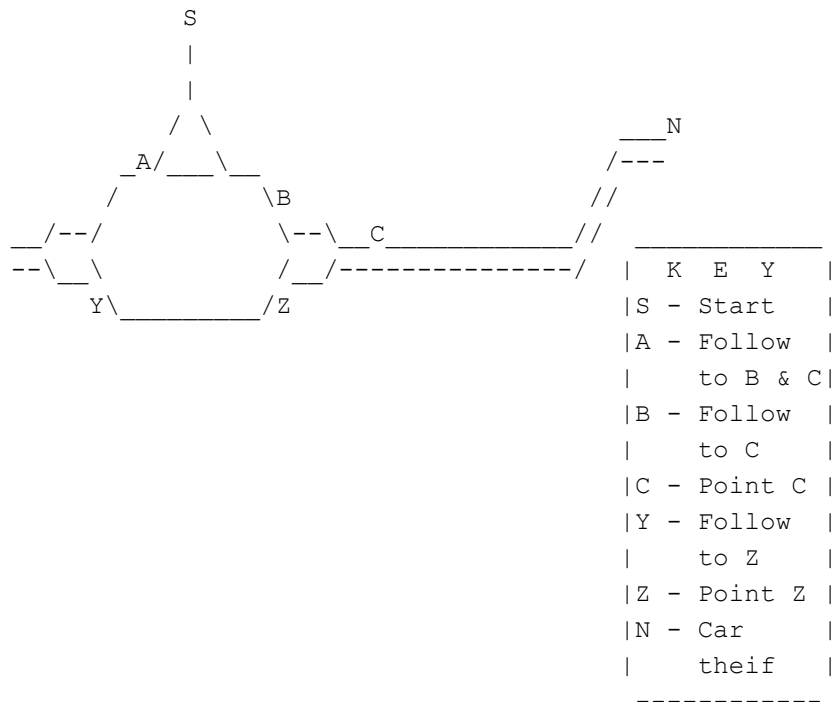 S
N
A
B
C
K E Y
Y Z
S - Start
A - Follow
to B & C
B - Follow
to C
C - Point C
Y - Follow
to Z
Z - Point Z
N - Car
theif